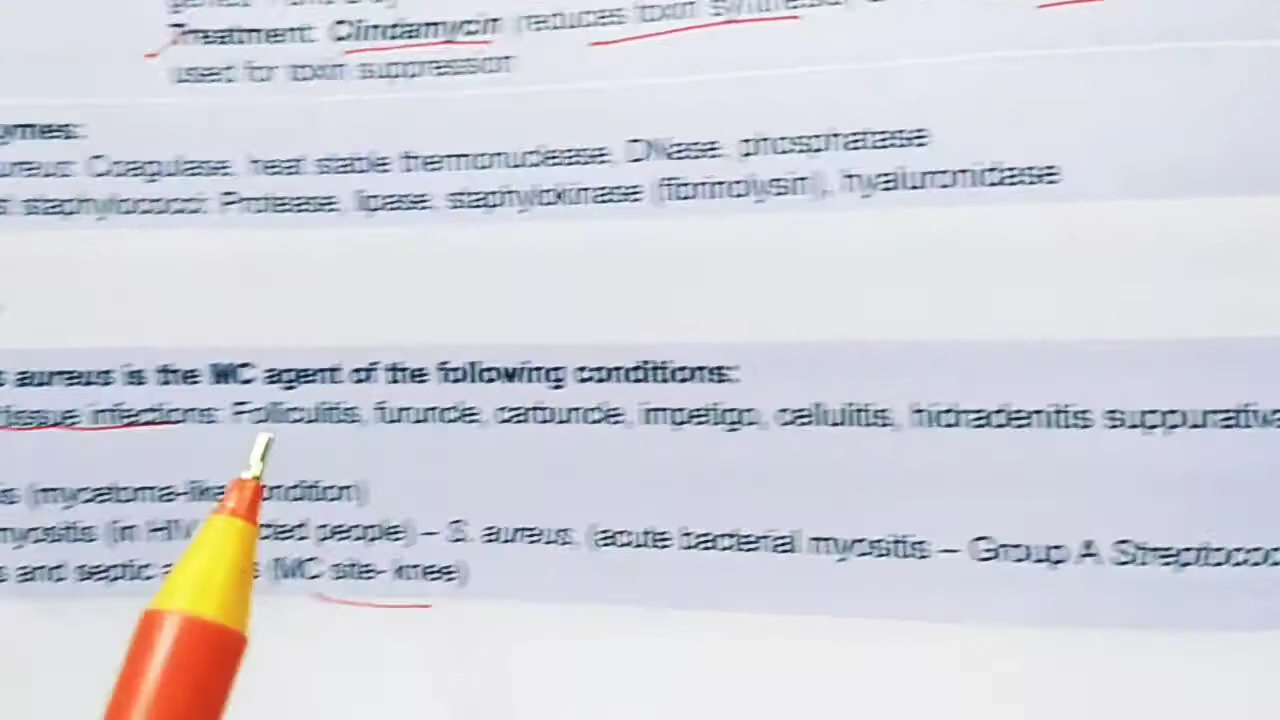 Treatment: Clindamycin (reduces toxin synthesis)
used for toxin suppression
ymes:
ureus: Coagulase, heat stable thermonuclease, DNase, phosphatase
staphylococci: Protease, lipase, staphylokinase (fibrinolysin), hyaluronidase
s aureus is the MC agent of the following conditions:
tissue infections: Folliculitis, furuncle, carbuncle, impetigo, cellulitis, hidradenitis suppurativa
is (mycetoma-like condition)
myositis (in HIV people) – S. aureus, (acute bacterial myositis – Group A Streptococ
s and septic (MC site- knee)